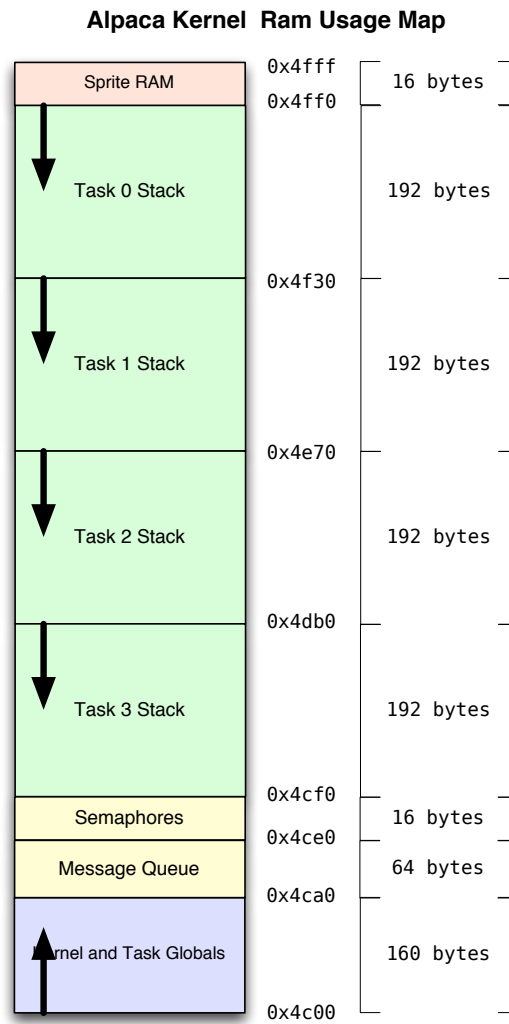 Alpaca Kernel Ram Usage Map
0x4fff
Sprite RAM
16 bytes
0x4ff0
Task 0 Stack
192 bytes
0x4f30
Task 1 Stack
192 bytes
0x4e70
Task 2 Stack
192 bytes
0x4db0
Task 3 Stack
192 bytes
0x4cf0
Semaphores
16 bytes
0x4ce0
Message Queue
64 bytes
0x4ca0
Kernel and Task Globals
160 bytes
0x4c00